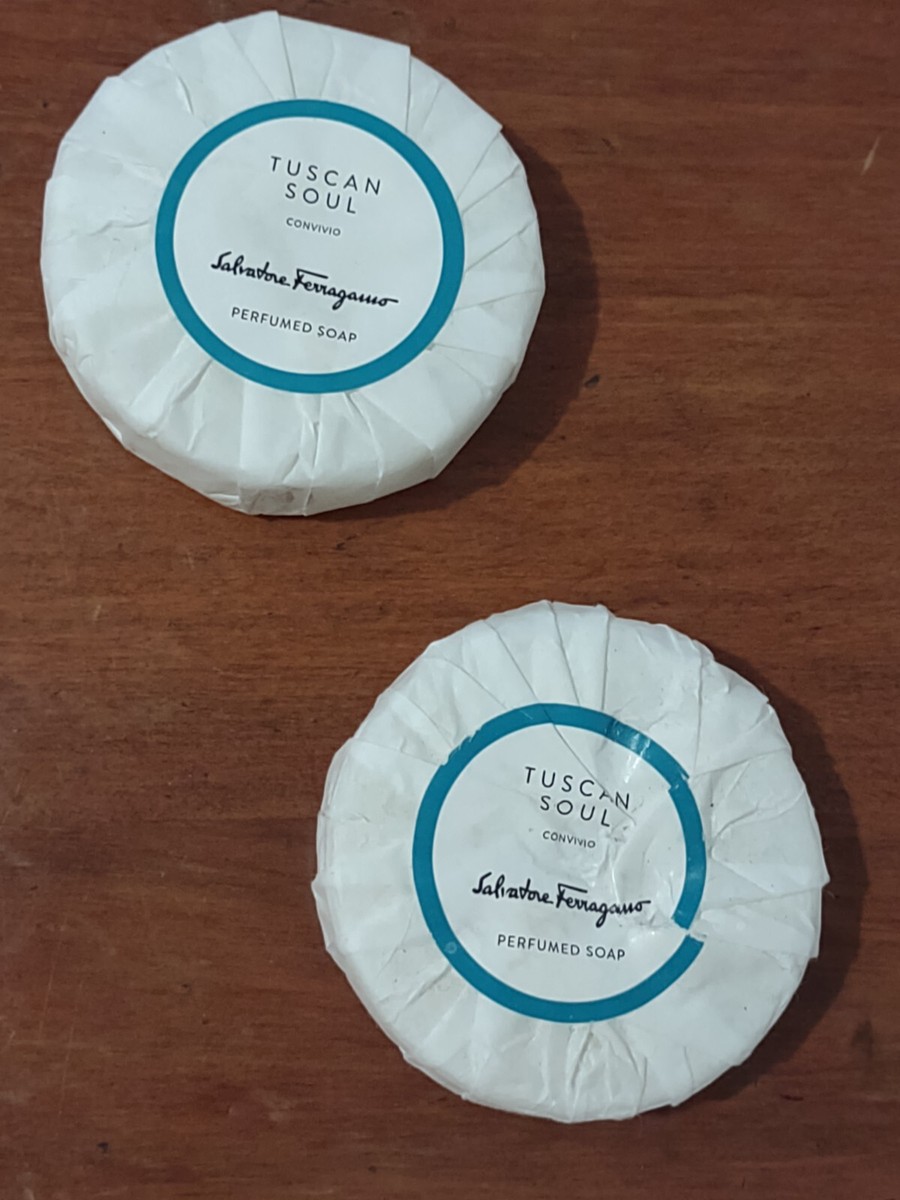 TUSCAN
SOUL
CONVIVIO
Salvatore Ferragamo
PERFUMED SOAP
TUSCAN
SOUL
CONVIVIO
Salvatore Ferragamo
PERFUMED SOAP